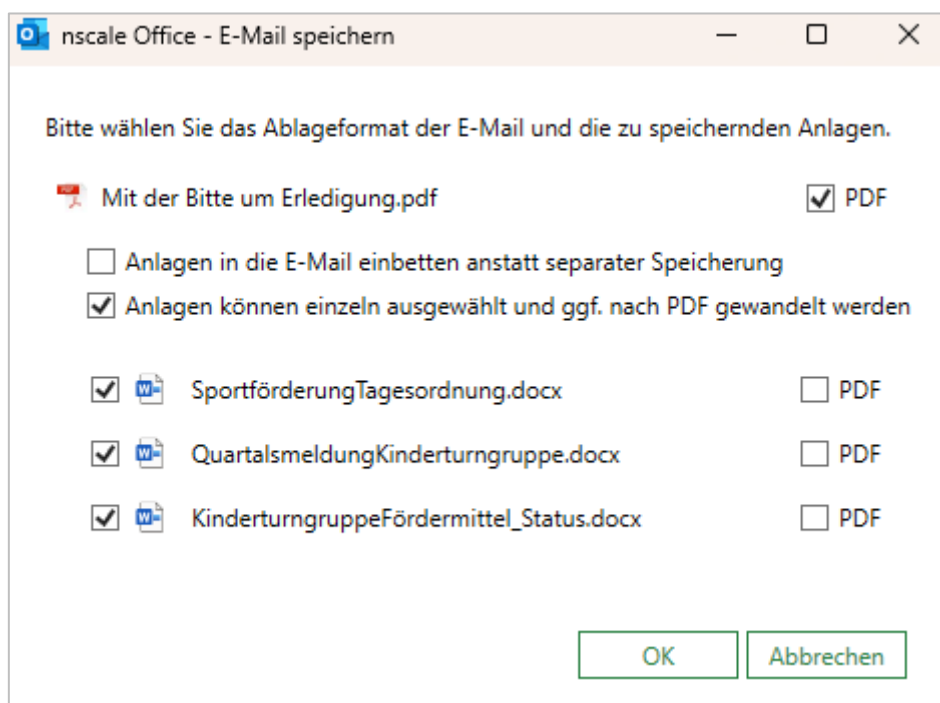 nscale Office - E-Mail speichern
Bitte wählen Sie das Ablageformat der E-Mail und die zu speichernden Anlagen.
Mit der Bitte um Erledigung.pdf PDF
Anlagen in die E-Mail einbetten anstatt separater Speicherung
Anlagen können einzeln ausgewählt und ggf. nach PDF gewandelt werden
SportförderungTagesordnung.docx PDF
QuartalsmeldungKinderturngruppe.docx PDF
KinderturngruppeFördermittel_Status.docx PDF
OK Abbrechen